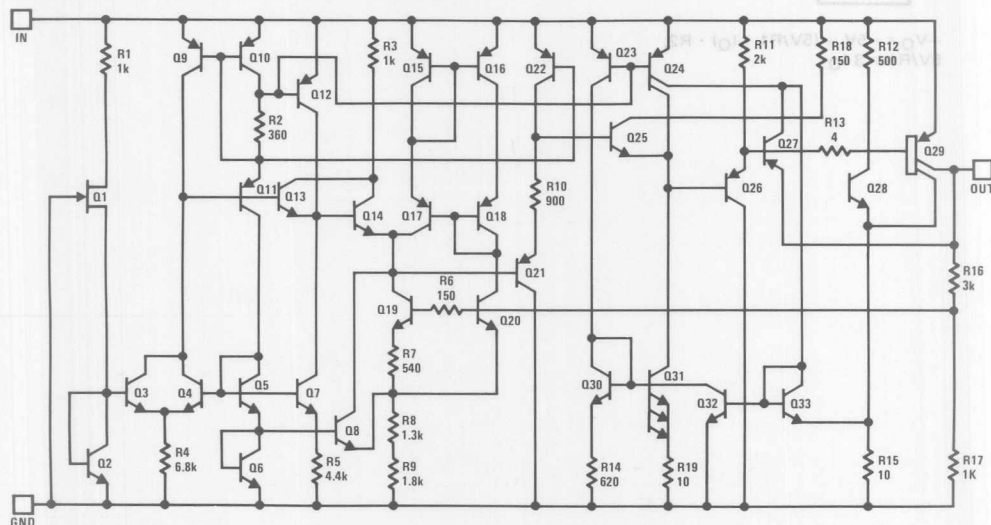 IN
R1
1k
Q9
Q10
R3
1k
Q15
Q16
Q22
Q23
Q24
R11
2k
R18
150
R12
500
Q12
R2
360
Q25
R13
4
Q27
Q29
Q1
Q11
Q13
Q14
Q17
Q18
R10
900
Q26
Q28
OUT
Q21
R6
150
R16
3k
Q19
Q20
R7
540
Q3
Q4
Q5
Q7
Q8
R8
1.3k
Q30
Q31
Q32
Q33
Q2
R4
6.8k
Q6
R5
4.4k
R9
1.8k
R14
620
R19
10
R15
10
R17
1K
GND